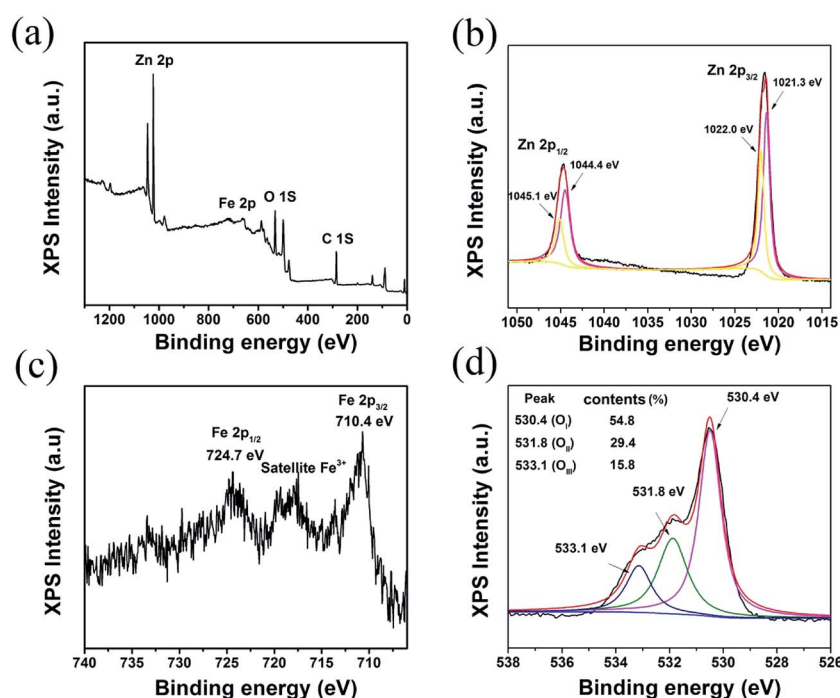 (a)
Zn 2p
Fe 2p
O 1S
C 1S
XPS Intensity (a.u.)
1200 1000 800 600 400 200 0
Binding energy (eV)
(b)
Zn 2p3/2
1021.3 eV
1022.0 eV
Zn 2p1/2
1044.4 eV
1045.1 eV
XPS Intensity (a.u.)
1050 1045 1040 1035 1030 1025 1020 1015
Binding energy (eV)
(c)
Fe 2p3/2
710.4 eV
Fe 2p1/2
724.7 eV
Satellite Fe3+
XPS Intensity (a.u)
740 735 730 725 720 715 710
Binding energy (eV)
(d)
Peak contents (%)
530.4 (OI) 54.8
531.8 (OII) 29.4
533.1 (OIII) 15.8
530.4 eV
531.8 eV
533.1 eV
XPS Intensity (a.u.)
538 536 534 532 530 528 526
Binding energy (eV)